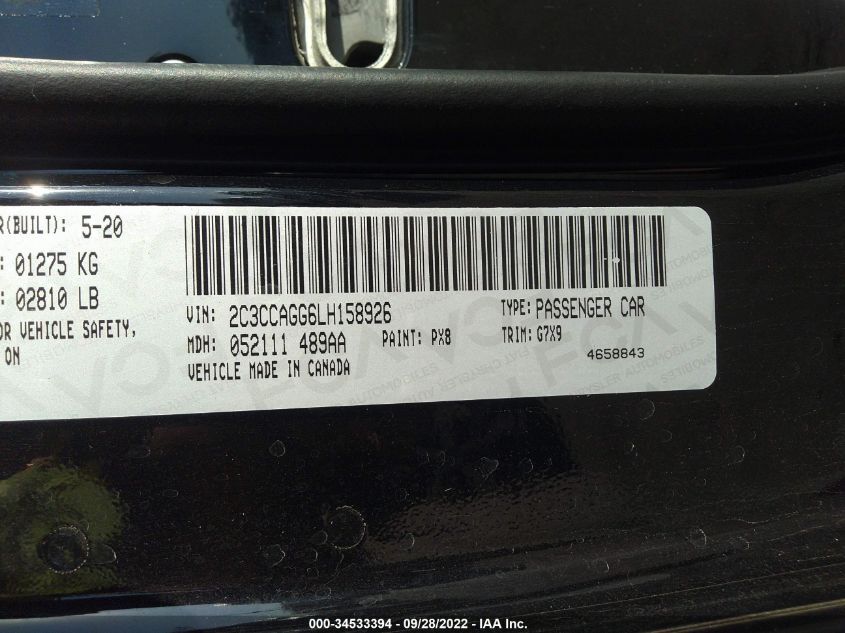 R(BUILT): 5-20
: 01275 KG
: 02810 LB
OR VEHICLE SAFETY,
ON
VIN: 2C3CCAGG6LH158926 TYPE: PASSENGER CAR
MDH: 052111 489AA PAINT: PX8 TRIM: G7X9
VEHICLE MADE IN CANADA 4658843
000-34533394 - 09/28/2022 - IAA Inc.